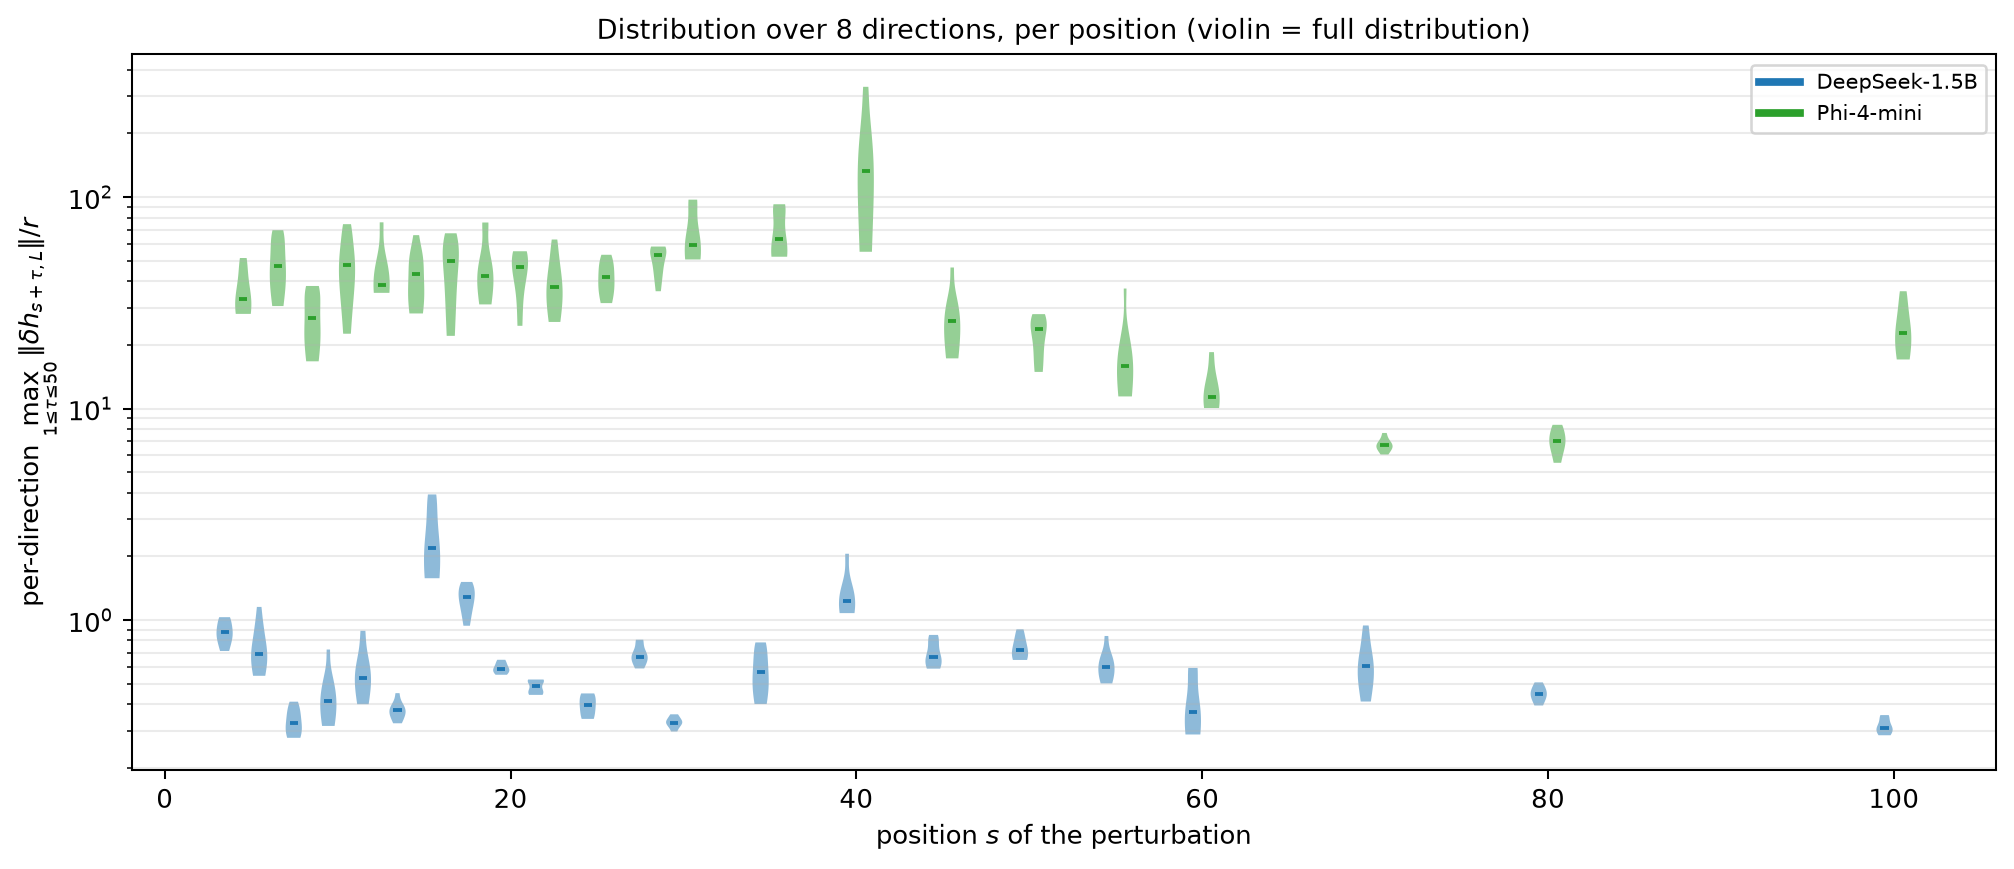 Distribution over 8 directions, per position (violin = full distribution)
DeepSeek-1.5B
Phi-4-mini
per-direction max ‖δh_{s+τ,L}‖/r
1≤τ≤50
10²
10¹
10⁰
0 20 40 60 80 100
position s of the perturbation